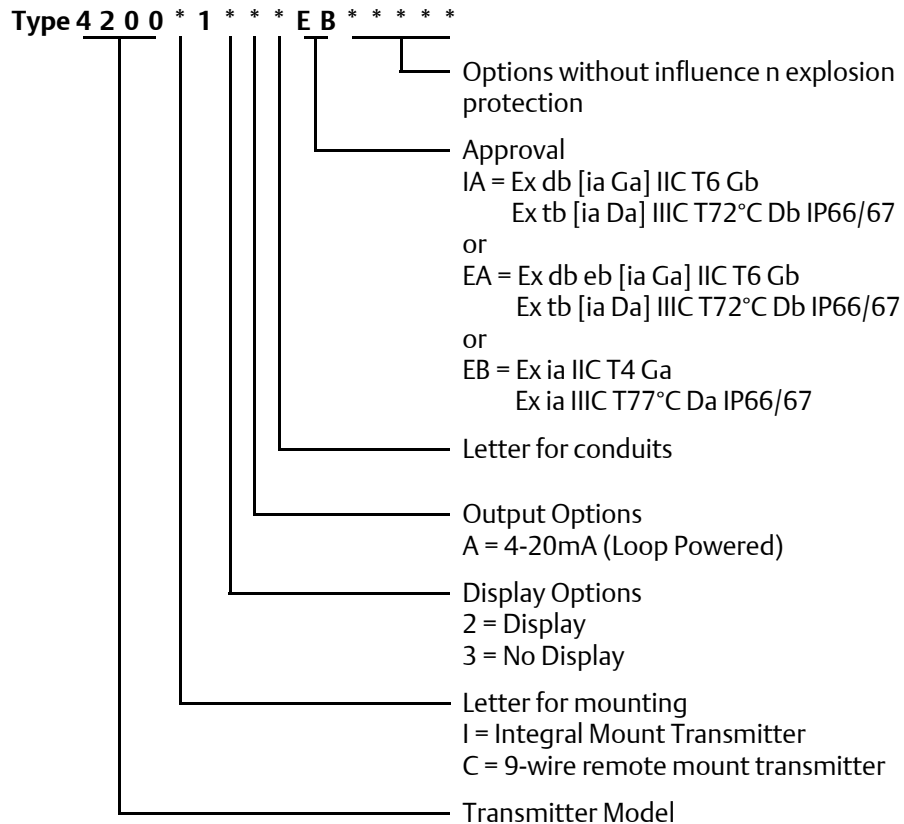 Type 4 2 0 0 * 1 * * * E B * * * * *
Options without influence n explosion
protection
Approval
IA = Ex db [ia Ga] IIC T6 Gb
Ex tb [ia Da] IIIC T72°C Db IP66/67
or
EA = Ex db eb [ia Ga] IIC T6 Gb
Ex tb [ia Da] IIIC T72°C Db IP66/67
or
EB = Ex ia IIC T4 Ga
Ex ia IIIC T77°C Da IP66/67
Letter for conduits
Output Options
A = 4-20mA (Loop Powered)
Display Options
2 = Display
3 = No Display
Letter for mounting
I = Integral Mount Transmitter
C = 9-wire remote mount transmitter
Transmitter Model